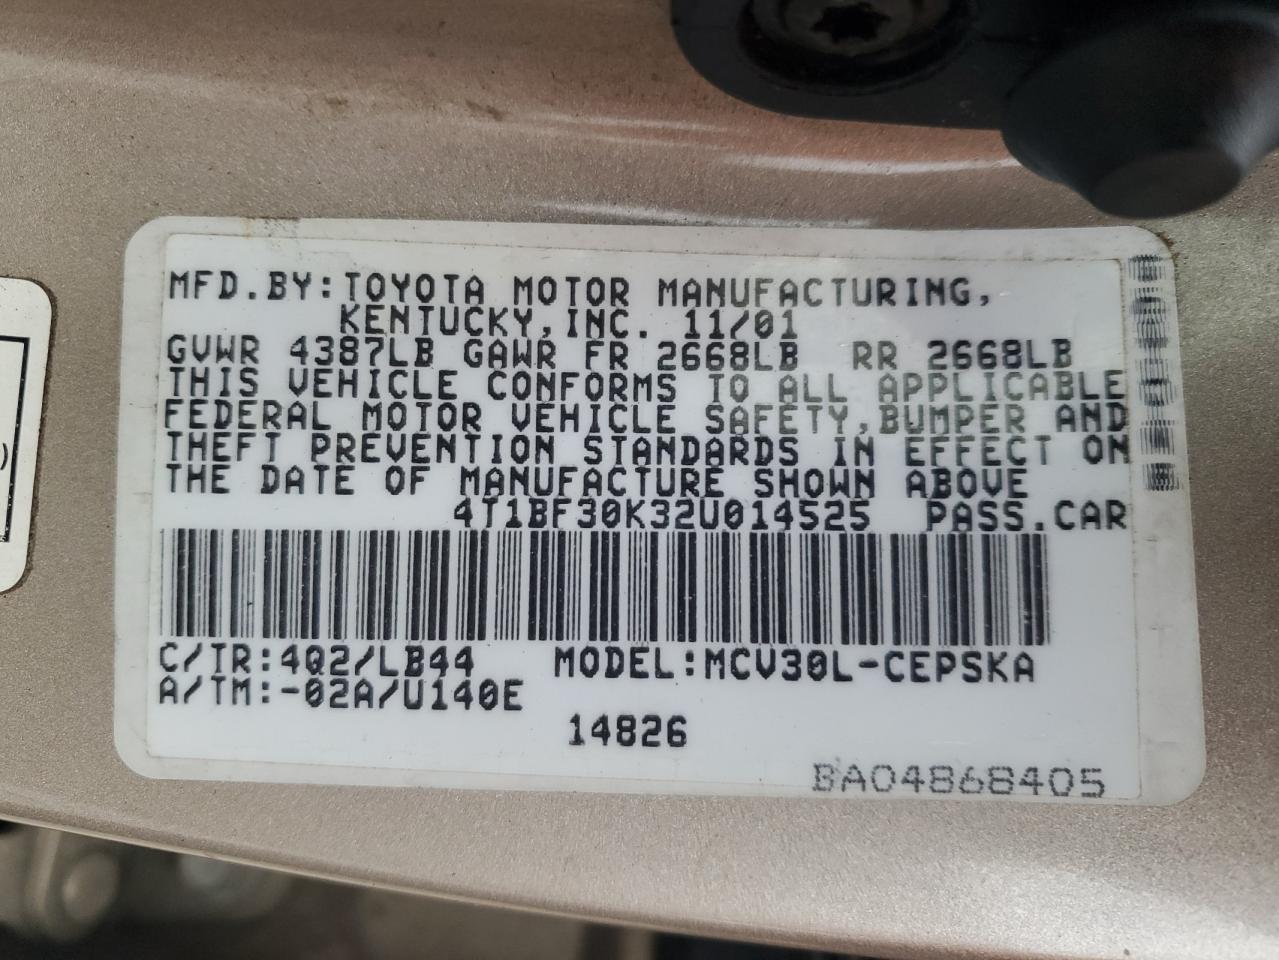 MFD.BY:TOYOTA MOTOR MANUFACTURING,
KENTUCKY,INC. 11/01
GVWR 4387LB GAWR FR 2668LB RR 2668LB
THIS VEHICLE CONFORMS TO ALL APPLICABLE
FEDERAL MOTOR VEHICLE SAFETY,BUMPER AND
THEFT PREVENTION STANDARDS IN EFFECT ON
THE DATE OF MANUFACTURE SHOWN ABOVE
4T1BF30K32U014525 PASS.CAR
C/TR:4Q2/LB44 MODEL:MCV30L-CEPSKA
A/TM:-02A/U140E
14826
BA04868405